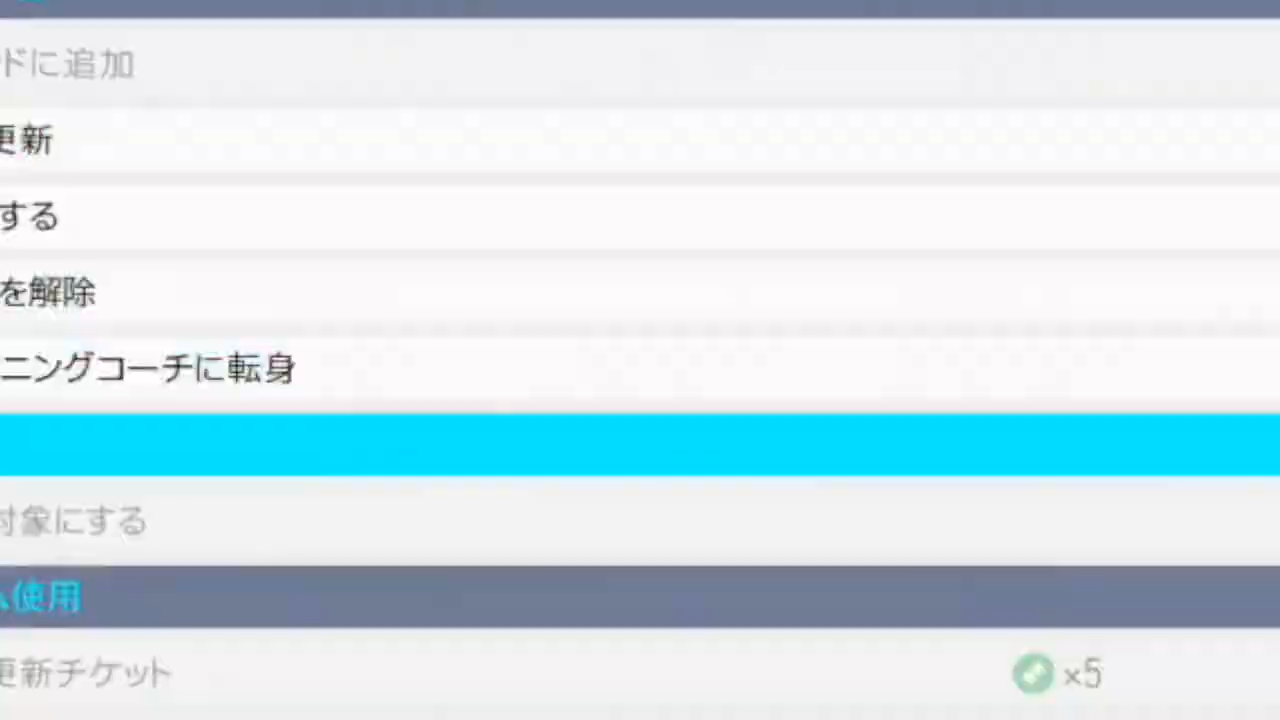 ドに追加
更新
する
を解除
ニングコーチに転身
対象にする
ム使用
更新チケット ×5